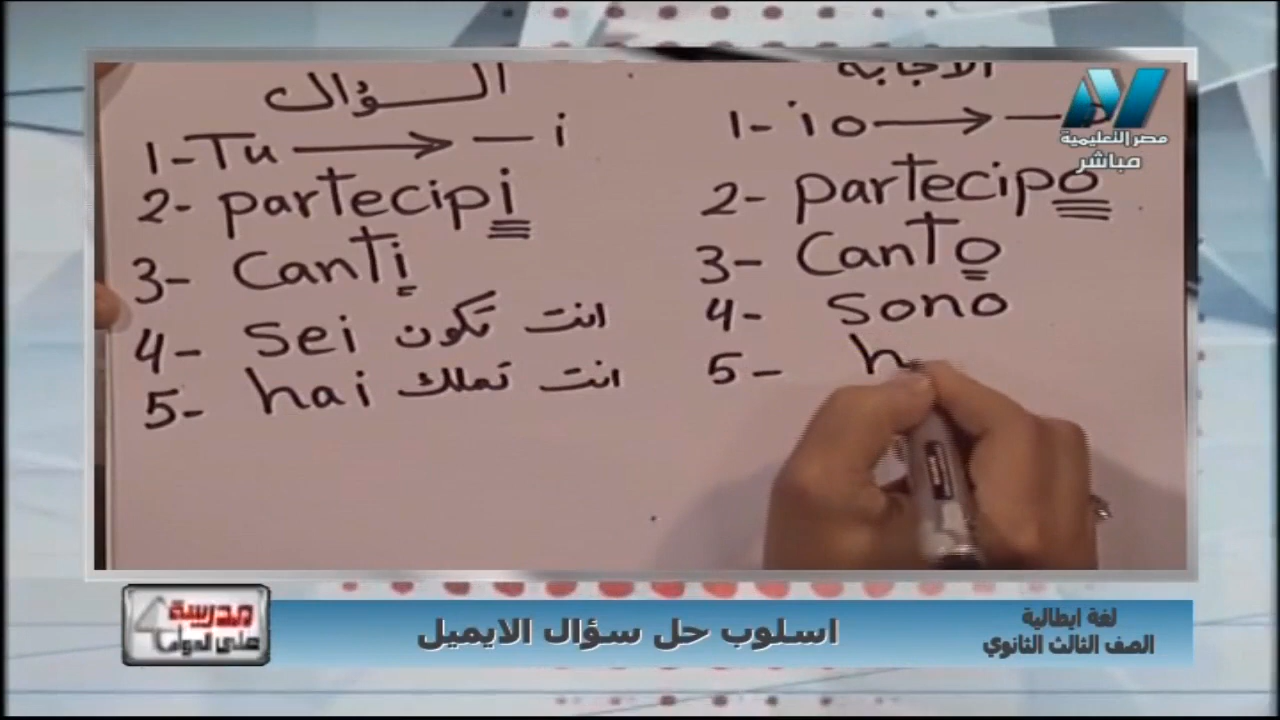 السؤال
1- Tu → — i
2- partecipi
3- Canti
4- sei انت تكون
5- hai انت تملك
الاجابة
1- io → — o
2- partecipo
3- Canto
4- sono
5- h
مصر التعليمية
مباشر
مدرسة
على الهواء
اسلوب حل سؤال الايميل
لغة ايطالية
الصف الثالث الثانوي